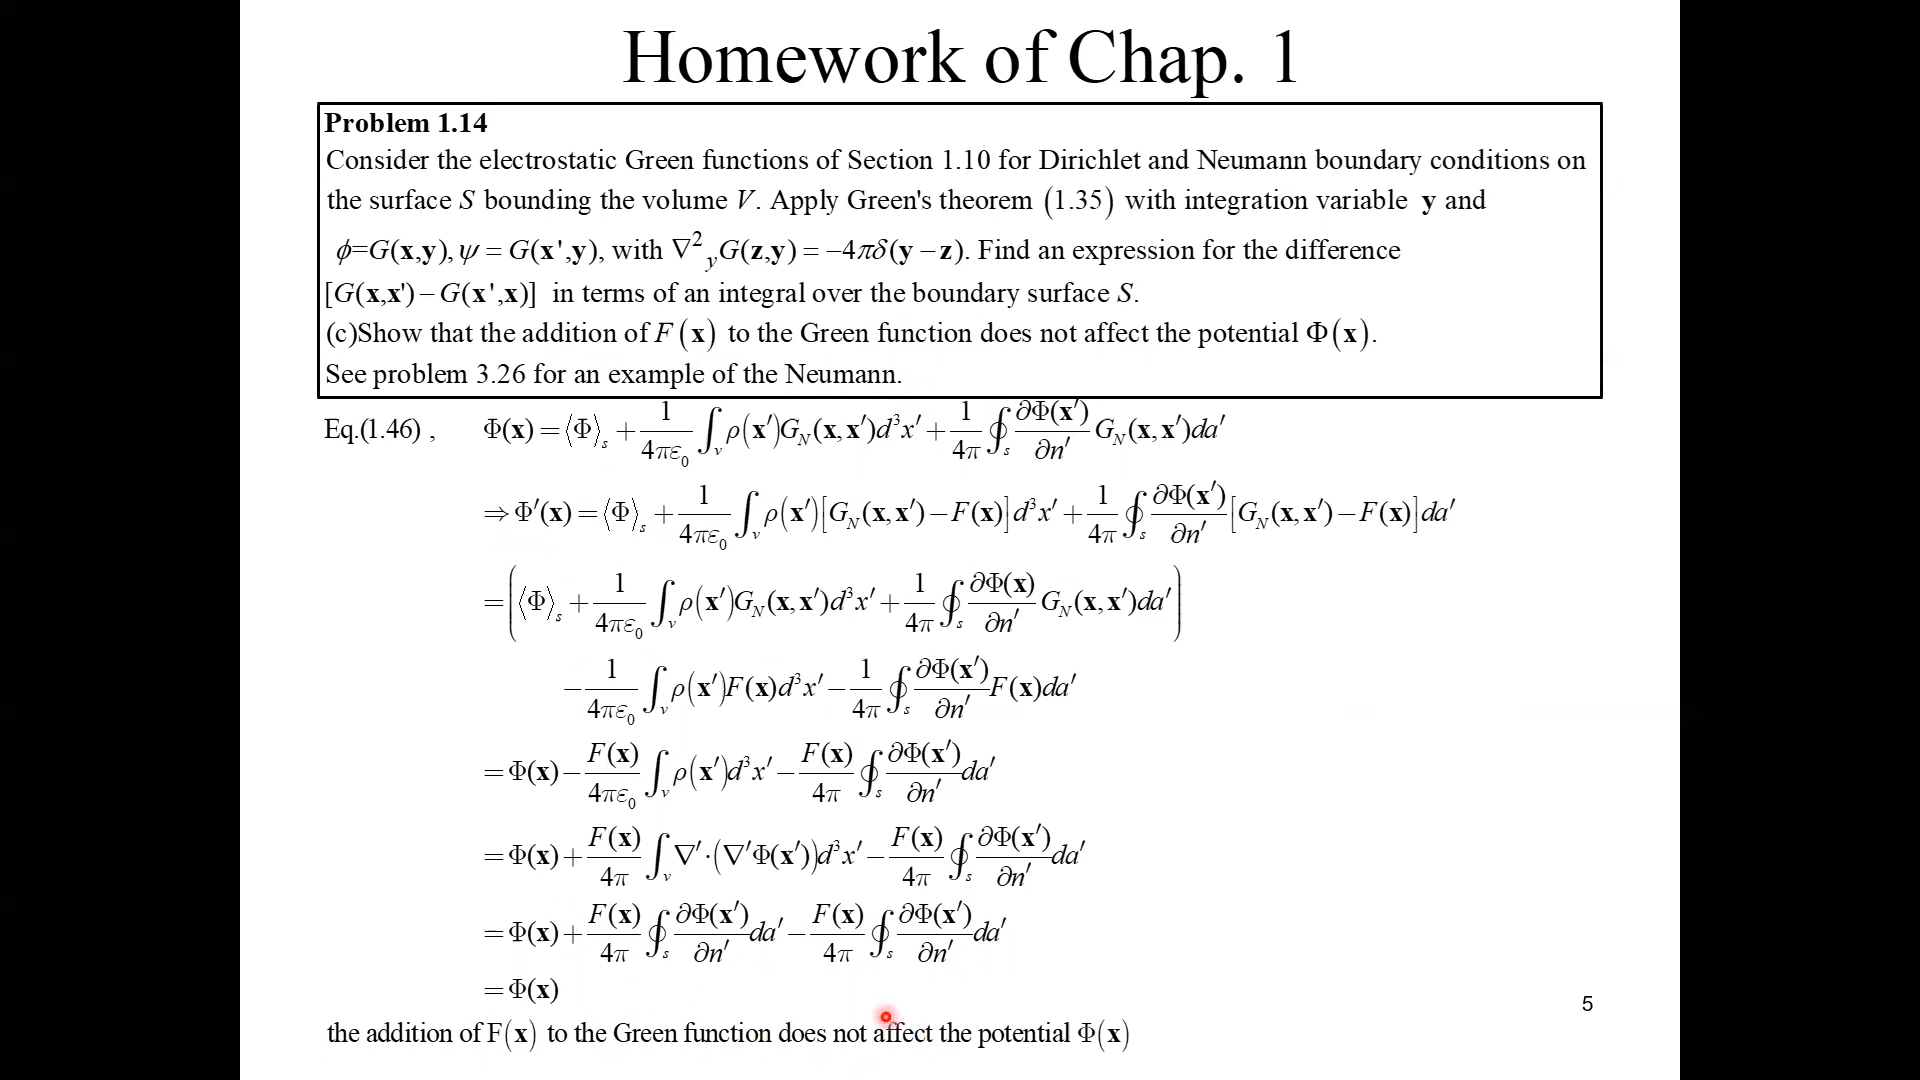 Homework of Chap. 1
Problem 1.14
Consider the electrostatic Green functions of Section 1.10 for Dirichlet and Neumann boundary conditions on
the surface S bounding the volume V. Apply Green's theorem (1.35) with integration variable y and
ϕ=G(x,y), ψ = G(x',y), with ∇²_y G(z,y) = −4πδ(y − z). Find an expression for the difference
[G(x,x') − G(x',x)] in terms of an integral over the boundary surface S.
(c)Show that the addition of F(x) to the Green function does not affect the potential Φ(x).
See problem 3.26 for an example of the Neumann.
Eq.(1.46) , Φ(x) = ⟨Φ⟩_s + 1/(4πε₀) ∫_v ρ(x′)G_N(x,x′)d³x′ + 1/(4π) ∮_s ∂Φ(x′)/∂n′ G_N(x,x′)da′
⇒ Φ′(x) = ⟨Φ⟩_s + 1/(4πε₀) ∫_v ρ(x′)[G_N(x,x′) − F(x)]d³x′ + 1/(4π) ∮_s ∂Φ(x′)/∂n′ [G_N(x,x′) − F(x)]da′
= (⟨Φ⟩_s + 1/(4πε₀) ∫_v ρ(x′)G_N(x,x′)d³x′ + 1/(4π) ∮_s ∂Φ(x)/∂n′ G_N(x,x′)da′)
− 1/(4πε₀) ∫_v ρ(x′)F(x)d³x′ − 1/(4π) ∮_s ∂Φ(x′)/∂n′ F(x)da′
= Φ(x) − F(x)/(4πε₀) ∫_v ρ(x′)d³x′ − F(x)/(4π) ∮_s ∂Φ(x′)/∂n′ da′
= Φ(x) + F(x)/(4π) ∫_v ∇′·(∇′Φ(x′))d³x′ − F(x)/(4π) ∮_s ∂Φ(x′)/∂n′ da′
= Φ(x) + F(x)/(4π) ∮_s ∂Φ(x′)/∂n′ da′ − F(x)/(4π) ∮_s ∂Φ(x′)/∂n′ da′
= Φ(x)
the addition of F(x) to the Green function does not affect the potential Φ(x)
5